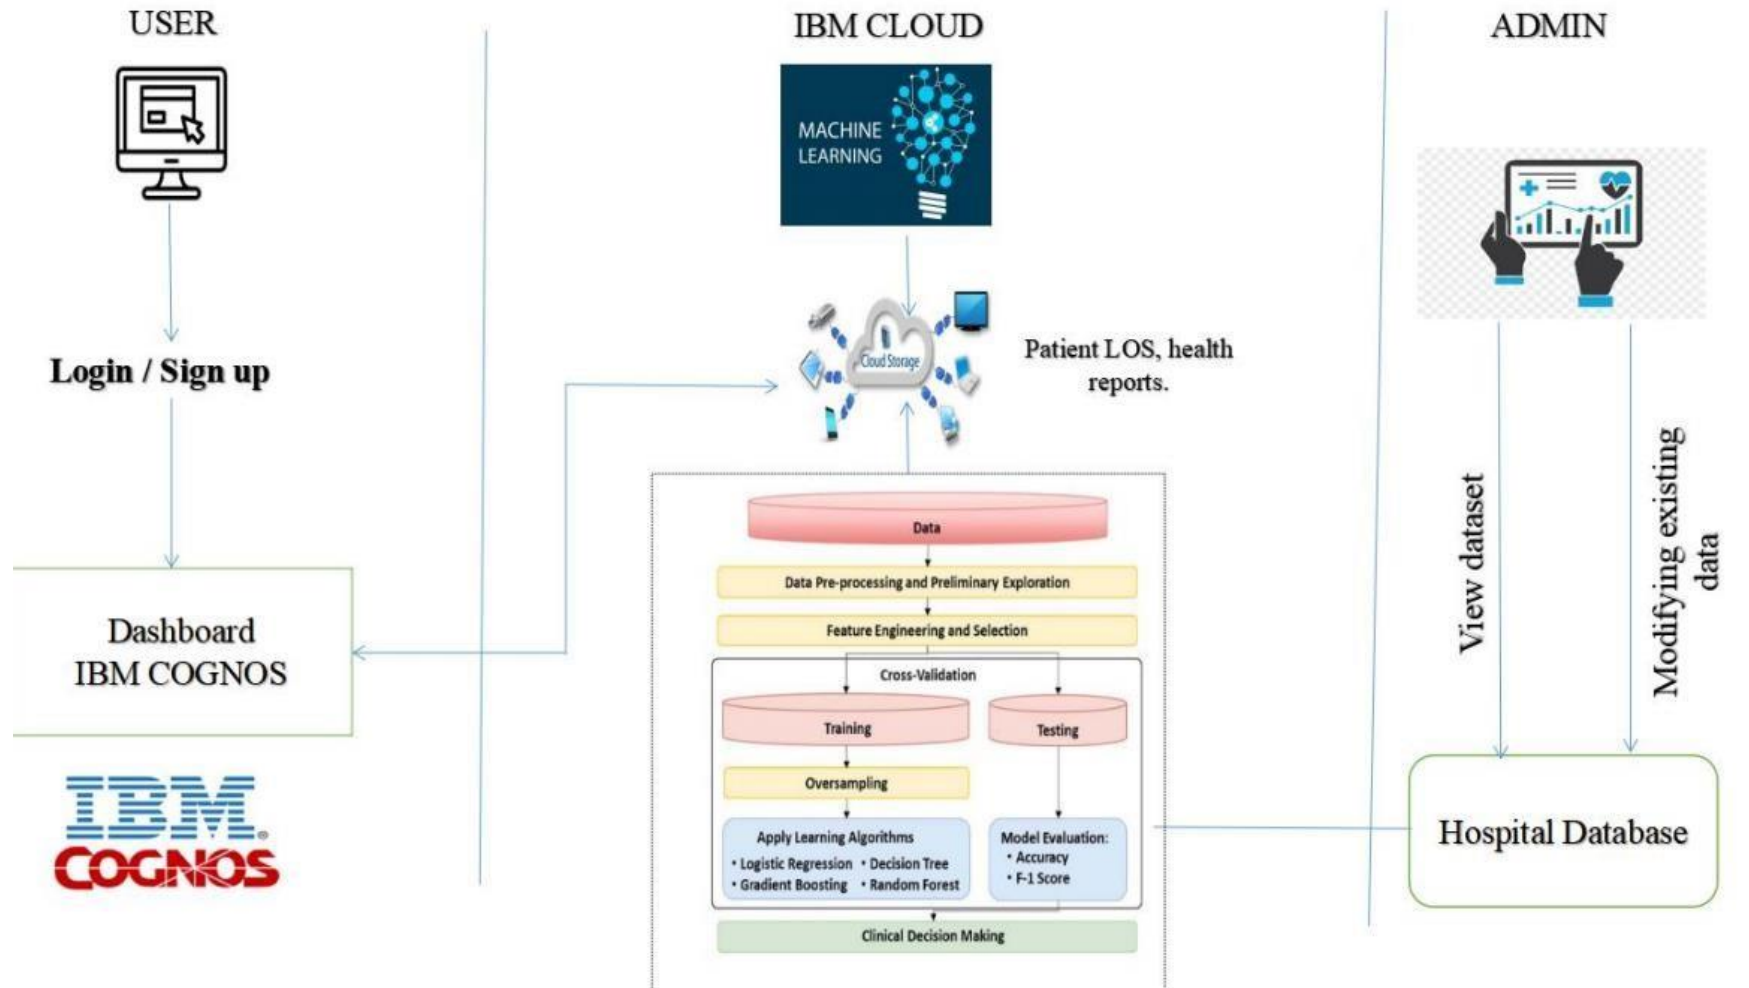 USER
IBM CLOUD
ADMIN
MACHINE
LEARNING
Cloud Storage
Patient LOS, health
reports.
Login / Sign up
Dashboard
IBM COGNOS
IBM
COGNOS
Data
Data Pre-processing and Preliminary Exploration
Feature Engineering and Selection
Cross-Validation
Training
Testing
Oversampling
Apply Learning Algorithms
• Logistic Regression • Decision Tree
• Gradient Boosting • Random Forest
Model Evaluation:
• Accuracy
• F-1 Score
Clinical Decision Making
View dataset
Modifying existing
data
Hospital Database